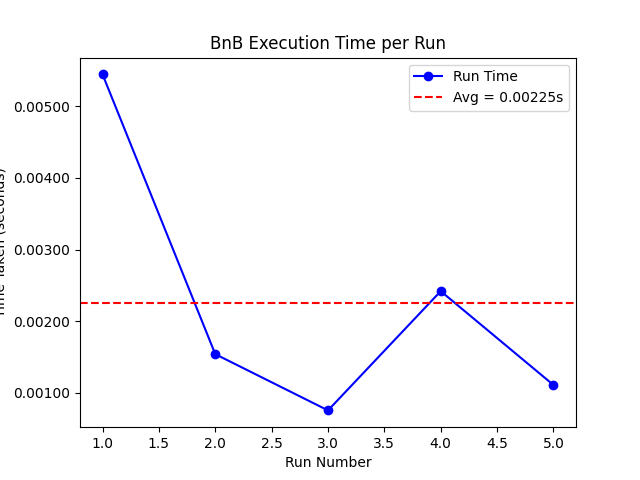 BnB Execution Time per Run
Run Time
Avg = 0.00225s
0.00500
0.00400
0.00300
0.00200
0.00100
Taken (seconds)
1.0 1.5 2.0 2.5 3.0 3.5 4.0 4.5 5.0
Run Number